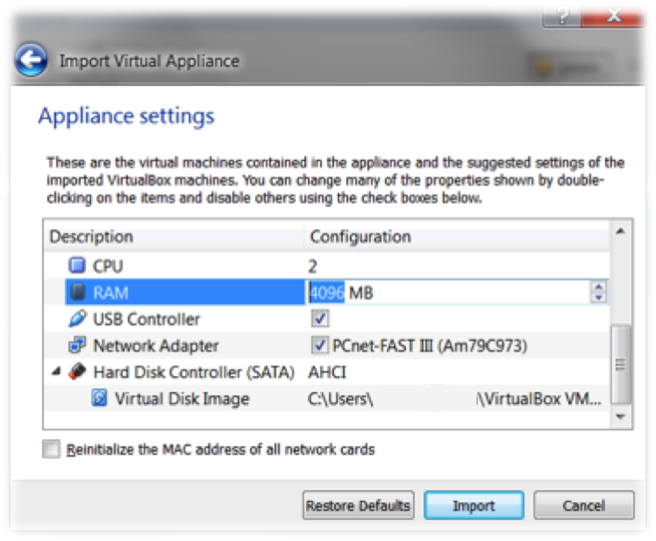 ?
Import Virtual Appliance
Appliance settings
These are the virtual machines contained in the appliance and the suggested settings of the
imported VirtualBox machines. You can change many of the properties shown by double-
clicking on the items and disable others using the check boxes below.
Description Configuration
CPU 2
RAM 4096 MB
USB Controller
Network Adapter PCnet-FAST III (Am79C973)
Hard Disk Controller (SATA) AHCI
Virtual Disk Image C:\Users\ \VirtualBox VM...
Reinitialize the MAC address of all network cards
Restore Defaults Import Cancel